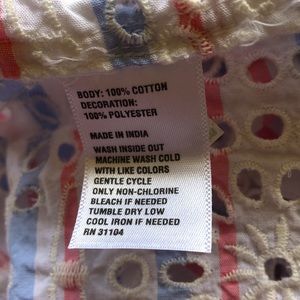 BODY: 100% COTTON
DECORATION:
100% POLYESTER
MADE IN INDIA
WASH INSIDE OUT
MACHINE WASH COLD
WITH LIKE COLORS
GENTLE CYCLE
ONLY NON-CHLORINE
BLEACH IF NEEDED
TUMBLE DRY LOW
COOL IRON IF NEEDED
RN 31104